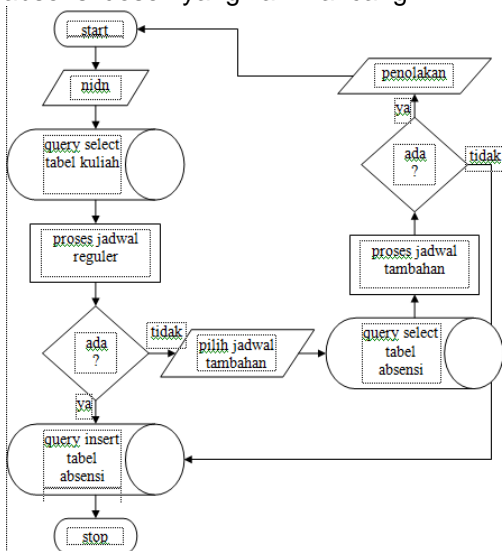 start
nidn
query select
tabel kuliah
proses jadwal
reguler
ada
?
tidak
ya
pilih jadwal
tambahan
query select
tabel
absensi
proses jadwal
tambahan
ada
?
ya
tidak
penolakan
query insert
tabel
absensi
stop